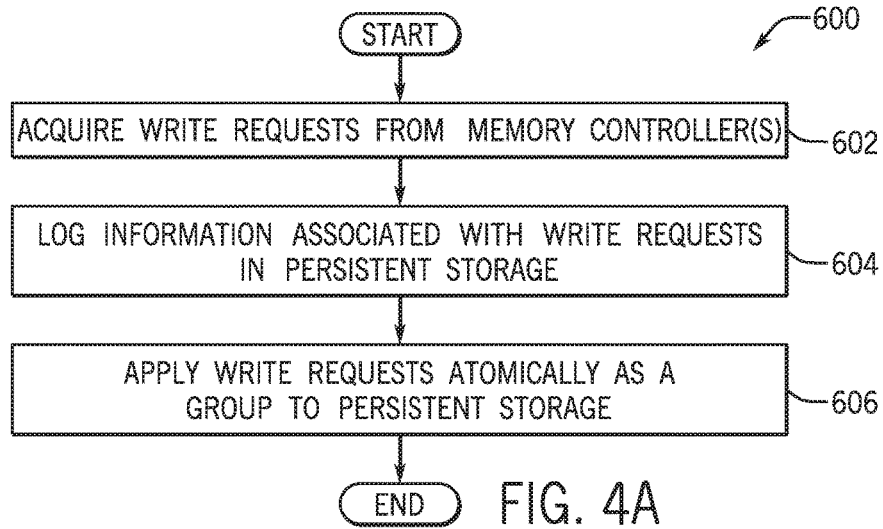 START
600
ACQUIRE WRITE REQUESTS FROM MEMORY CONTROLLER(S)
602
LOG INFORMATION ASSOCIATED WITH WRITE REQUESTS
IN PERSISTENT STORAGE
604
APPLY WRITE REQUESTS ATOMICALLY AS A
GROUP TO PERSISTENT STORAGE
606
END
FIG. 4A